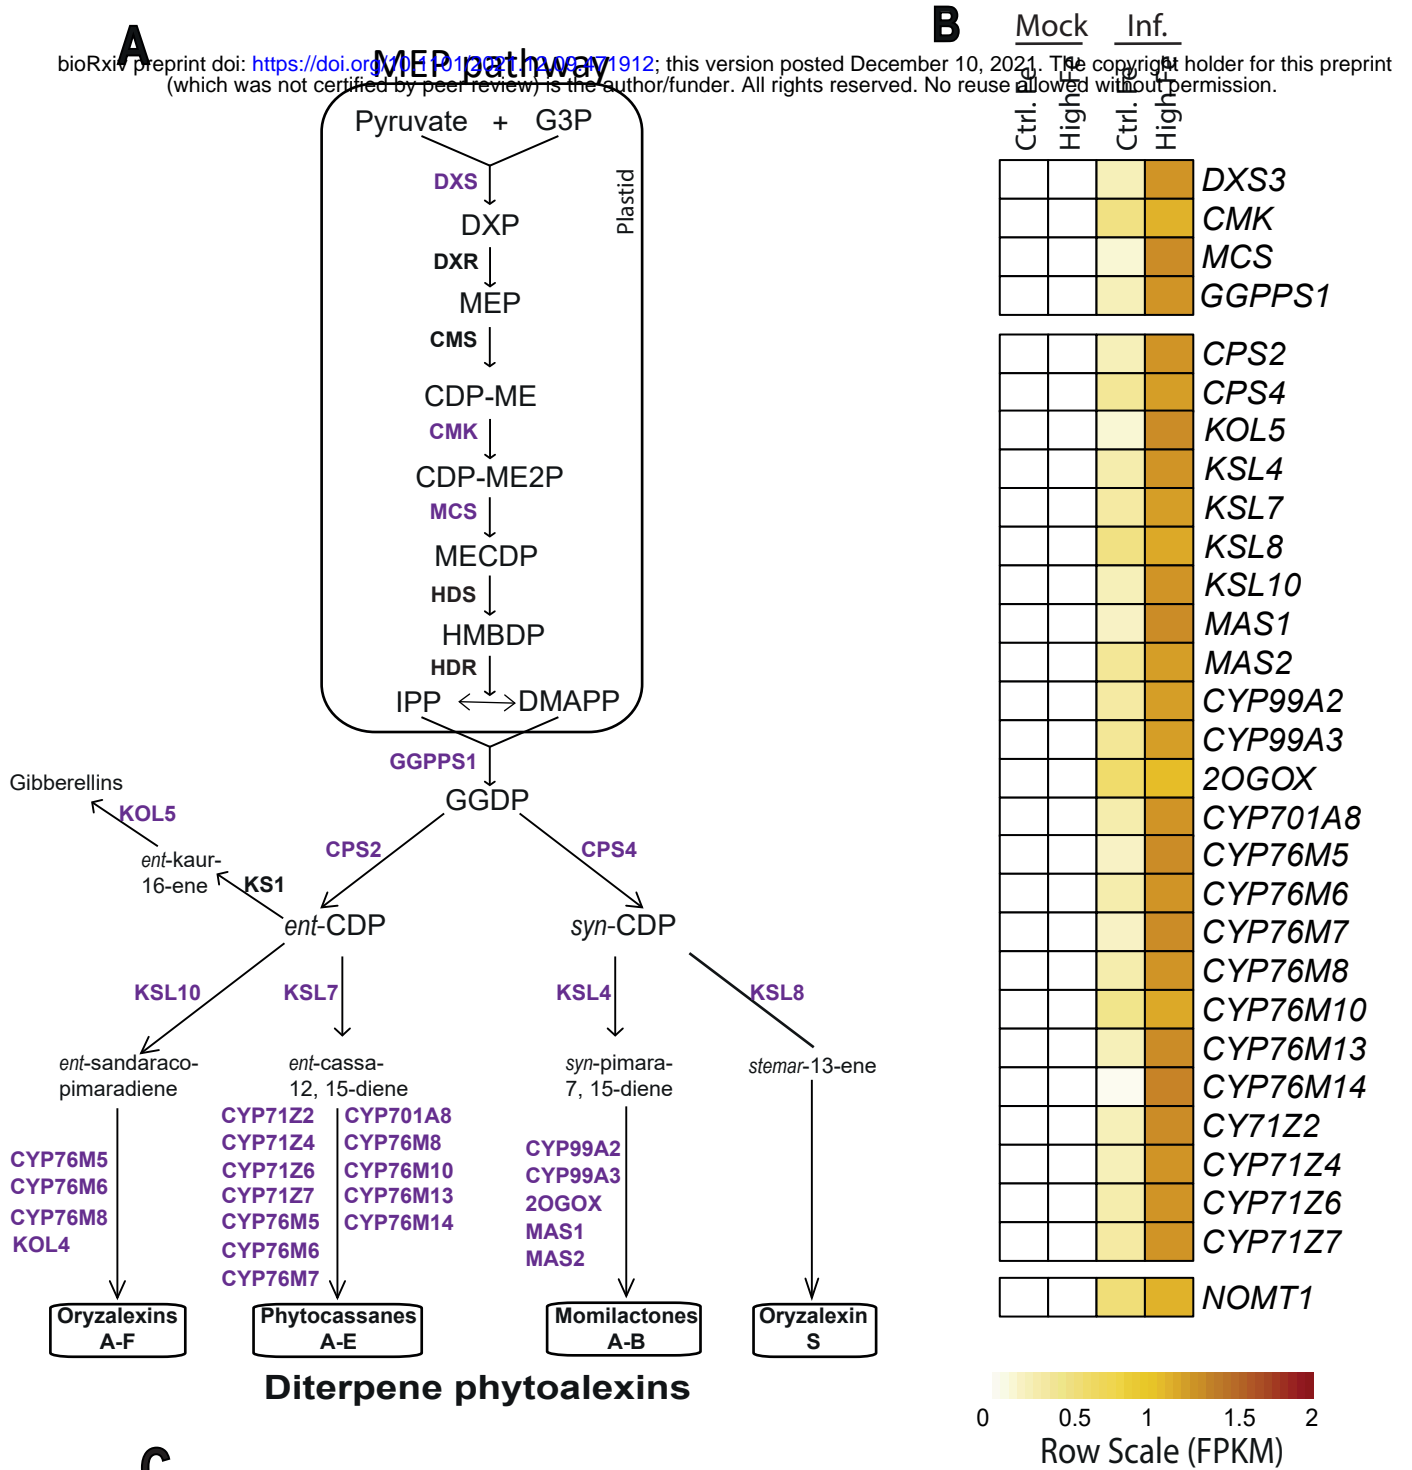 A
B
Mock Inf.
bioRxiv preprint doi: https://doi.org/10.1101/2021.12.09.471912; this version posted December 10, 2021. The copyright holder for this preprint
(which was not certified by peer review) is the author/funder. All rights reserved. No reuse allowed without permission.
MEP pathway
Ctrl. Fe
High Fe
Ctrl. Fe
High Fe
Pyruvate + G3P
Plastid
DXS
DXP
DXR
MEP
CMS
CDP-ME
CMK
CDP-ME2P
MCS
MECDP
HDS
HMBDP
HDR
IPP DMAPP
GGPPS1
GGDP
Gibberellins
KOL5
ent-kaur-
16-ene
KS1
CPS2
CPS4
ent-CDP
syn-CDP
KSL10
KSL7
KSL4
KSL8
ent-sandaraco-
pimaradiene
ent-cassa-
12, 15-diene
syn-pimara-
7, 15-diene
stemar-13-ene
CYP76M5
CYP76M6
CYP76M8
KOL4
CYP71Z2
CYP71Z4
CYP71Z6
CYP71Z7
CYP76M5
CYP76M6
CYP76M7
CYP701A8
CYP76M8
CYP76M10
CYP76M13
CYP76M14
CYP99A2
CYP99A3
2OGOX
MAS1
MAS2
Oryzalexins
A-F
Phytocassanes
A-E
Momilactones
A-B
Oryzalexin
S
Diterpene phytoalexins
DXS3
CMK
MCS
GGPPS1
CPS2
CPS4
KOL5
KSL4
KSL7
KSL8
KSL10
MAS1
MAS2
CYP99A2
CYP99A3
2OGOX
CYP701A8
CYP76M5
CYP76M6
CYP76M7
CYP76M8
CYP76M10
CYP76M13
CYP76M14
CY71Z2
CYP71Z4
CYP71Z6
CYP71Z7
NOMT1
0 0.5 1 1.5 2
Row Scale (FPKM)
C